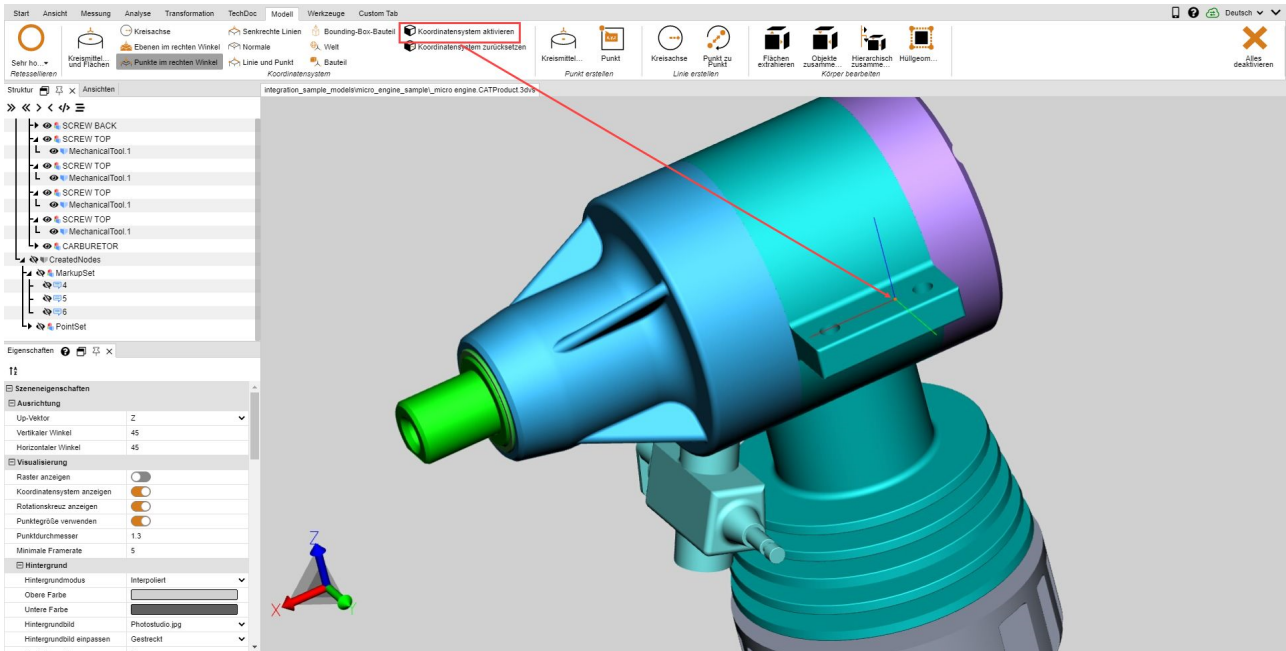 Start Ansicht Messung Analyse Transformation TechDoc Modell Werkzeuge Custom Tab Deutsch
Sehr ho...
Retessellieren
Kreismittel... und Flächen
Kreisachse
Ebenen im rechten Winkel
Punkte im rechten Winkel
Senkrechte Linien
Normale
Linie und Punkt
Bounding-Box-Bauteil
Welt
Bauteil
Koordinatensystem aktivieren
Koordinatensystem zurücksetzen
Koordinatensystem
Kreismittel...
Punkt
Punkt erstellen
Kreisachse
Punkt zu Punkt
Linie erstellen
Flächen extrahieren
Objekte zusamme...
Hierarchisch zusamme...
Hüllgeom...
Körper bearbeiten
Alles deaktivieren
Struktur Ansichten
integration_sample_models\micro_engine_sample\_micro engine.CATProduct.3dvs
SCREW BACK
SCREW TOP
MechanicalTool.1
SCREW TOP
MechanicalTool.1
SCREW TOP
MechanicalTool.1
SCREW TOP
MechanicalTool.1
CARBURETOR
CreatedNodes
MarkupSet
4
5
6
PointSet
Eigenschaften
Szeneneigenschaften
Ausrichtung
Up-Vektor Z
Vertikaler Winkel 45
Horizontaler Winkel 45
Visualisierung
Raster anzeigen
Koordinatensystem anzeigen
Rotationskreuz anzeigen
Punktegröße verwenden
Punktdurchmesser 1.3
Minimale Framerate 5
Hintergrund
Hintergrundmodus Interpoliert
Obere Farbe
Untere Farbe
Hintergrundbild Photostudio.jpg
Hintergrundbild einpassen Gestreckt
Z
X
Y